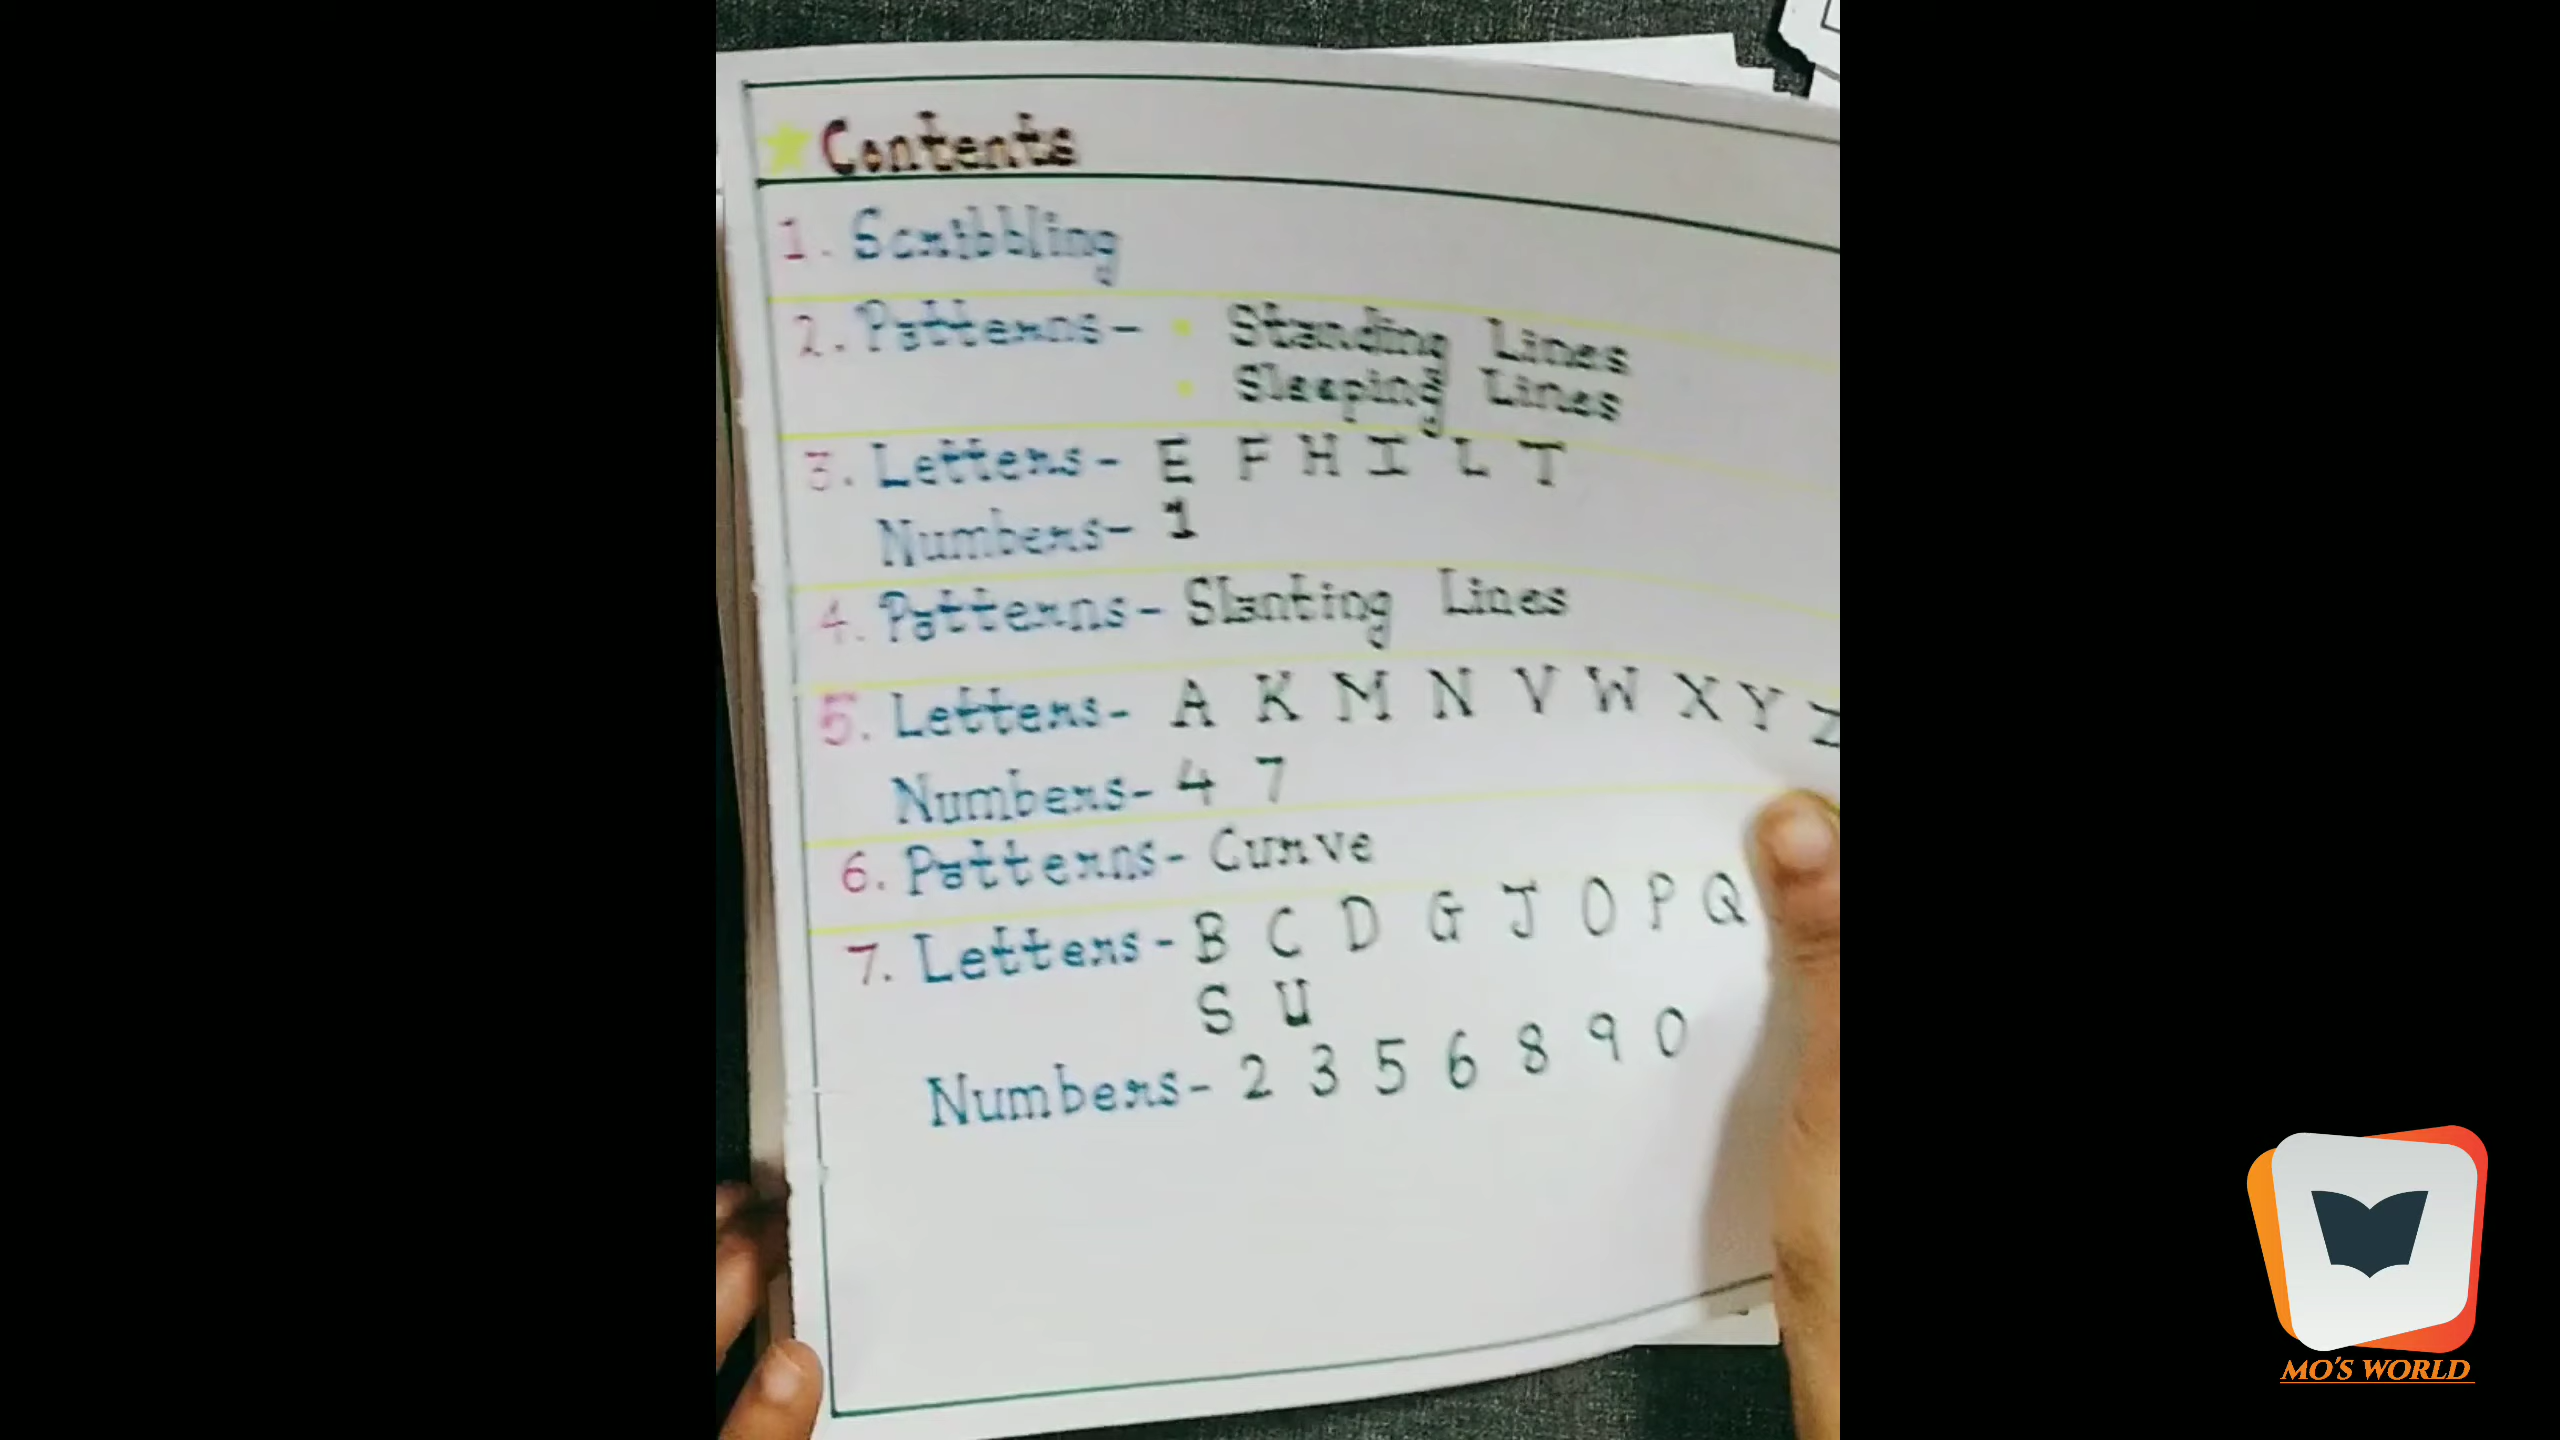 Contents
1. Scribbling
2. Patterns- • Standing Lines
• Sleeping Lines
3. Letters- E F H I L T
Numbers- 1
4. Patterns- Slanting Lines
5. Letters- A K M N V W X Y Z
Numbers- 4 7
6. Patterns- Curve
7. Letters- B C D G J O P Q
S U
Numbers- 2 3 5 6 8 9 0
MO'S WORLD